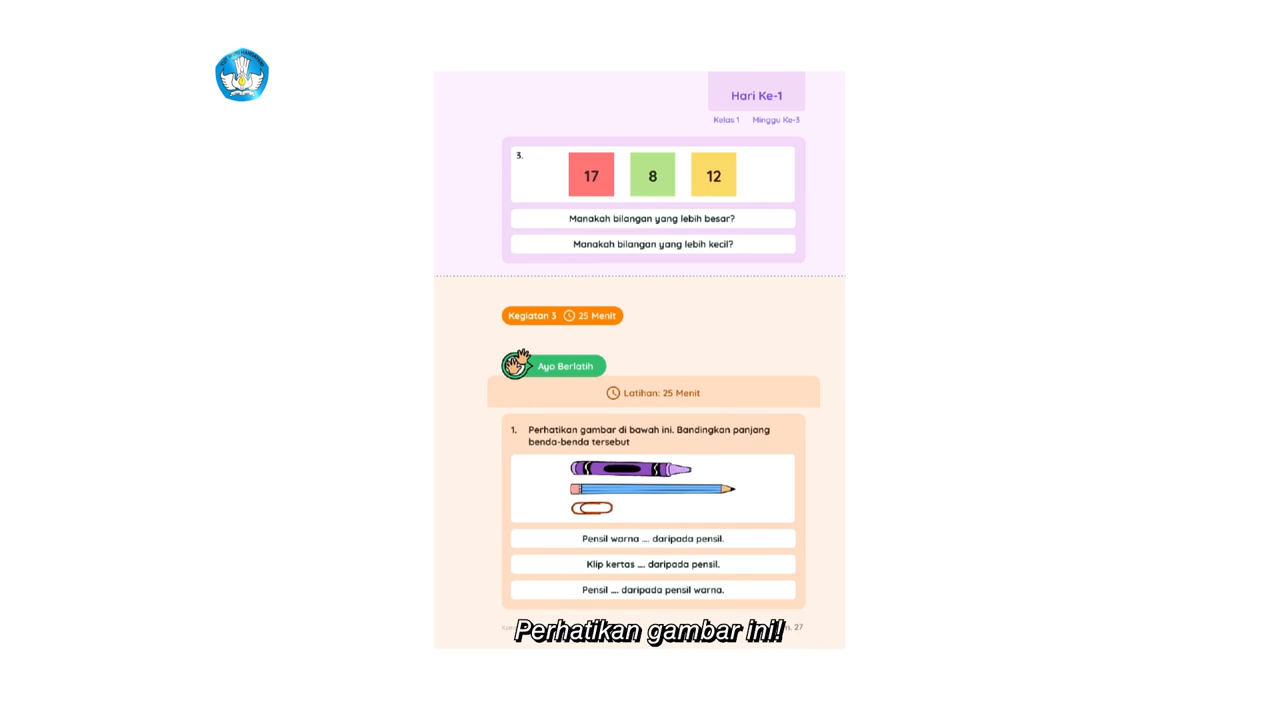 Hari Ke-1
Kelas 1 Minggu Ke-3
3.
17 8 12
Manakah bilangan yang lebih besar?
Manakah bilangan yang lebih kecil?
Kegiatan 3 25 Menit
Ayo Berlatih
Latihan: 25 Menit
1. Perhatikan gambar di bawah ini. Bandingkan panjang
benda-benda tersebut
Pensil warna .... daripada pensil.
Klip kertas .... daripada pensil.
Pensil .... daripada pensil warna.
Perhatikan gambar ini!
27